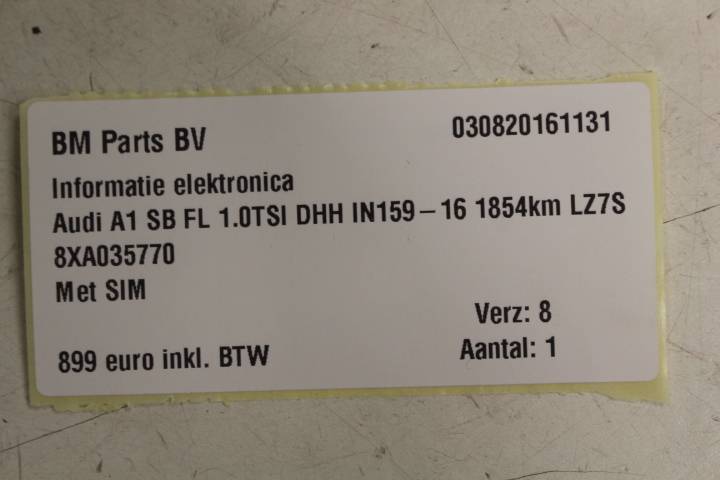 BM Parts BV 030820161131
Informatie elektronica
Audi A1 SB FL 1.0TSI DHH IN159–16 1854km LZ7S
8XA035770
Met SIM
Verz: 8
899 euro inkl. BTW Aantal: 1